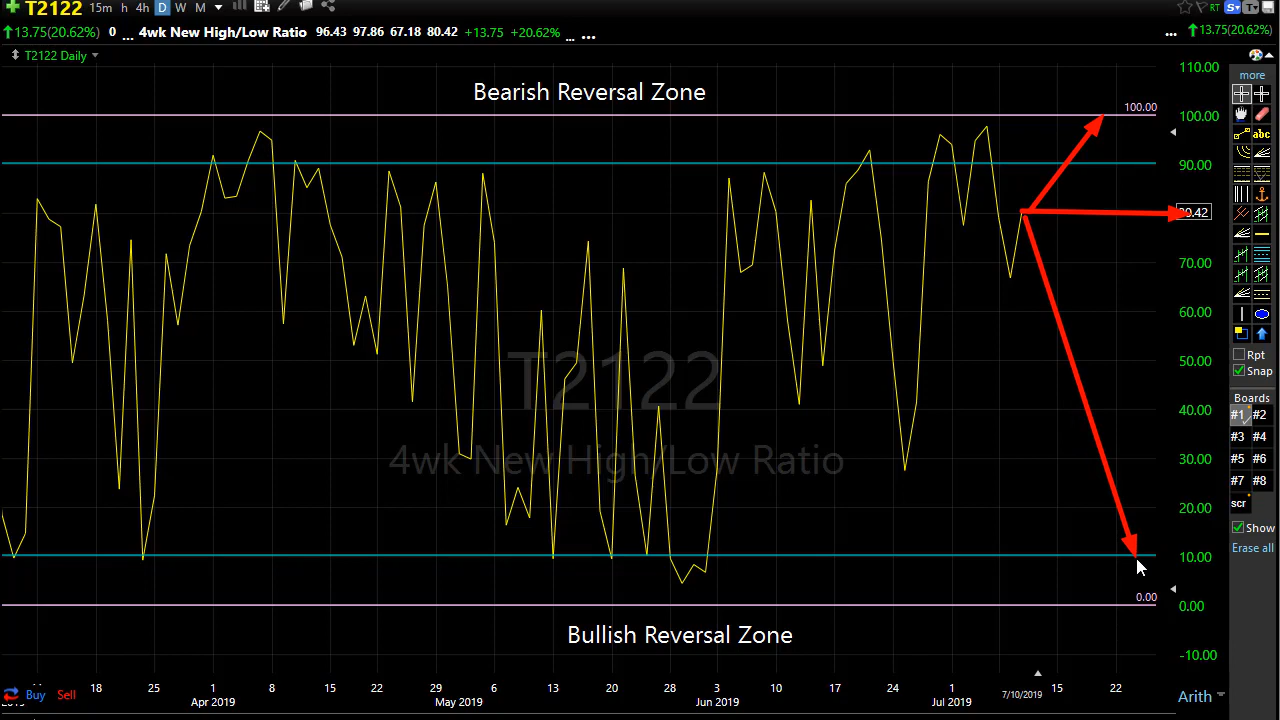 T2122 15m h 4h D W M
RT S T
13.75(20.62%) 0 ... 4wk New High/Low Ratio 96.43 97.86 67.18 80.42 +13.75 +20.62% ... ... ... 13.75(20.62%)
T2122 Daily
110.00
more
Bearish Reversal Zone
100.00
100.00
abc
90.00
70.00
60.00
50.00
T2122
Rpt
Snap
Boards
40.00
#1 #2
#3 #4
4wk New High/Low Ratio
30.00
#5 #6
#7 #8
20.00
scr
Show
10.00
Erase all
0.00
0.00
Bullish Reversal Zone
-10.00
Buy Sell
18 25 1 8 15 22 29 6 13 20 28 3 10 17 24 1 7/10/2019 15 22
Arith
Apr 2019 May 2019 Jun 2019 Jul 2019